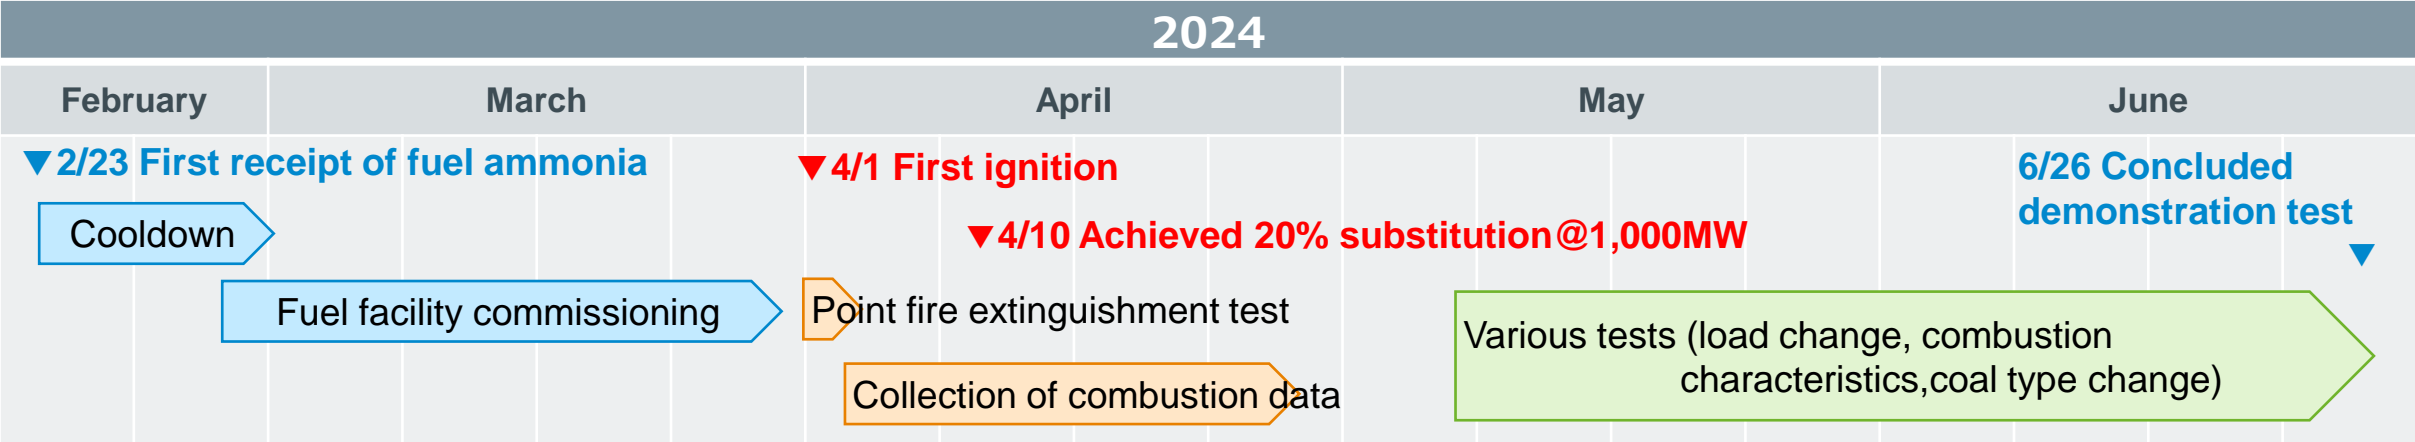 2024
February
March
April
May
June
▼2/23 First receipt of fuel ammonia
▼4/1 First ignition
6/26 Concluded
demonstration test
▼
Cooldown
▼4/10 Achieved 20% substitution@1,000MW
Fuel facility commissioning
Point fire extinguishment test
Various tests (load change, combustion
characteristics,coal type change)
Collection of combustion data